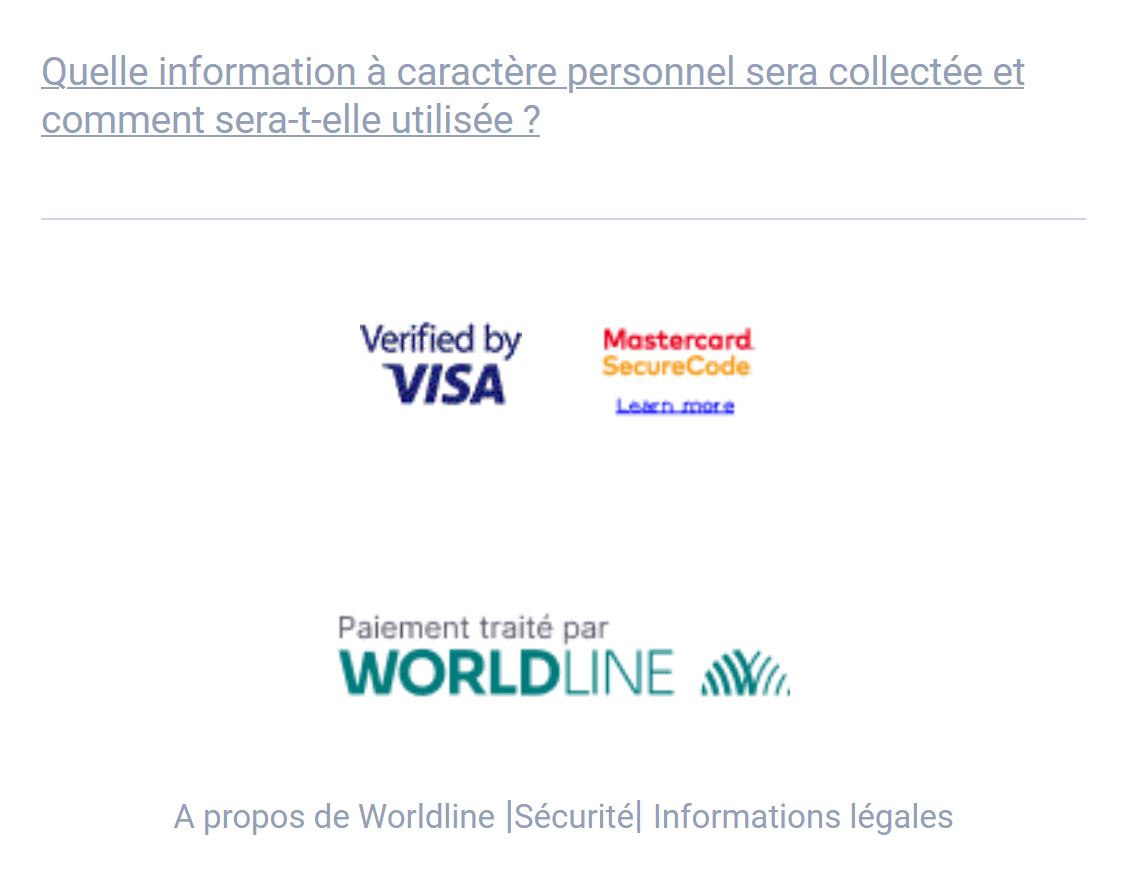 Quelle information à caractère personnel sera collectée et
comment sera-t-elle utilisée ?
Verified by
VISA
Mastercard
SecureCode
Learn more
Paiement traité par
WORLDLINE
A propos de Worldline |Sécurité| Informations légales